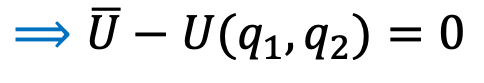 ⟹ U̅ − U(q₁, q₂) = 0